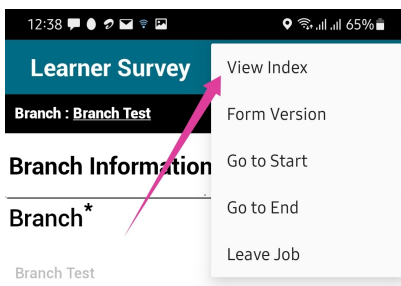 12:38
65%
Learner Survey
View Index
Branch : Branch Test
Form Version
Branch Information
Go to Start
Branch*
Go to End
Leave Job
Branch Test